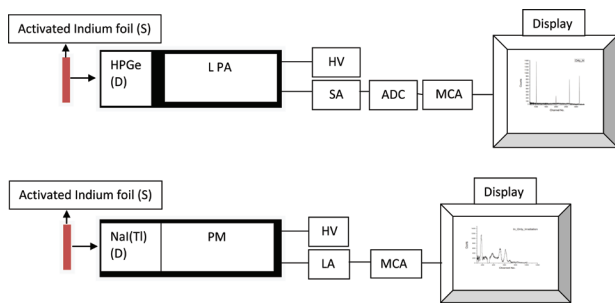 Activated Indium foil (S)
Display
HPGe
(D)
L PA
HV
SA
ADC
MCA
Activated Indium foil (S)
Display
NaI(Tl)
(D)
PM
HV
LA
MCA